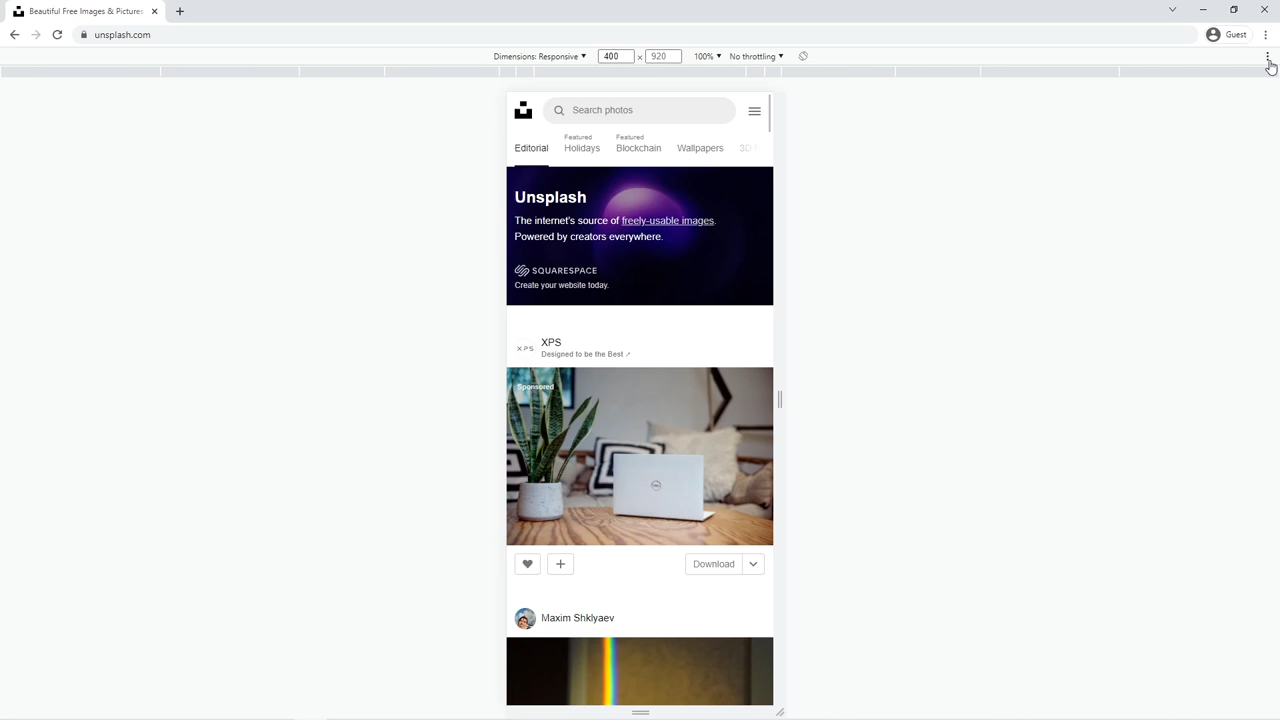 Beautiful Free Images & Pictures
unsplash.com
Guest
Dimensions: Responsive
400 x 920
100%
No throttling
Search photos
Editorial
Featured
Holidays
Featured
Blockchain
Wallpapers
3D
Unsplash
The internet's source of freely-usable images.
Powered by creators everywhere.
SQUARESPACE
Create your website today.
XPS
XPS
Designed to be the Best ↗
Sponsored
DELL
Download
Maxim Shklyaev